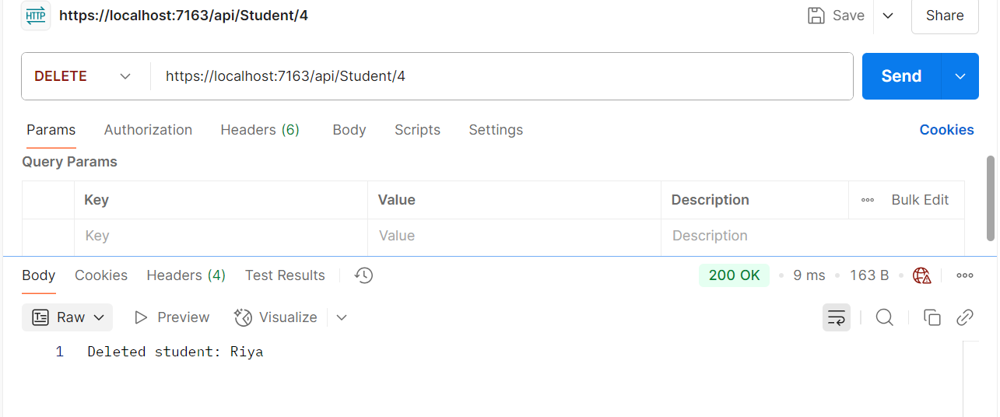 HTTP https://localhost:7163/api/Student/4 Save Share
DELETE https://localhost:7163/api/Student/4 Send
Params Authorization Headers (6) Body Scripts Settings Cookies
Query Params
Key Value Description Bulk Edit
Key Value Description
Body Cookies Headers (4) Test Results 200 OK • 9 ms • 163 B •
Raw Preview Visualize
1 Deleted student: Riya